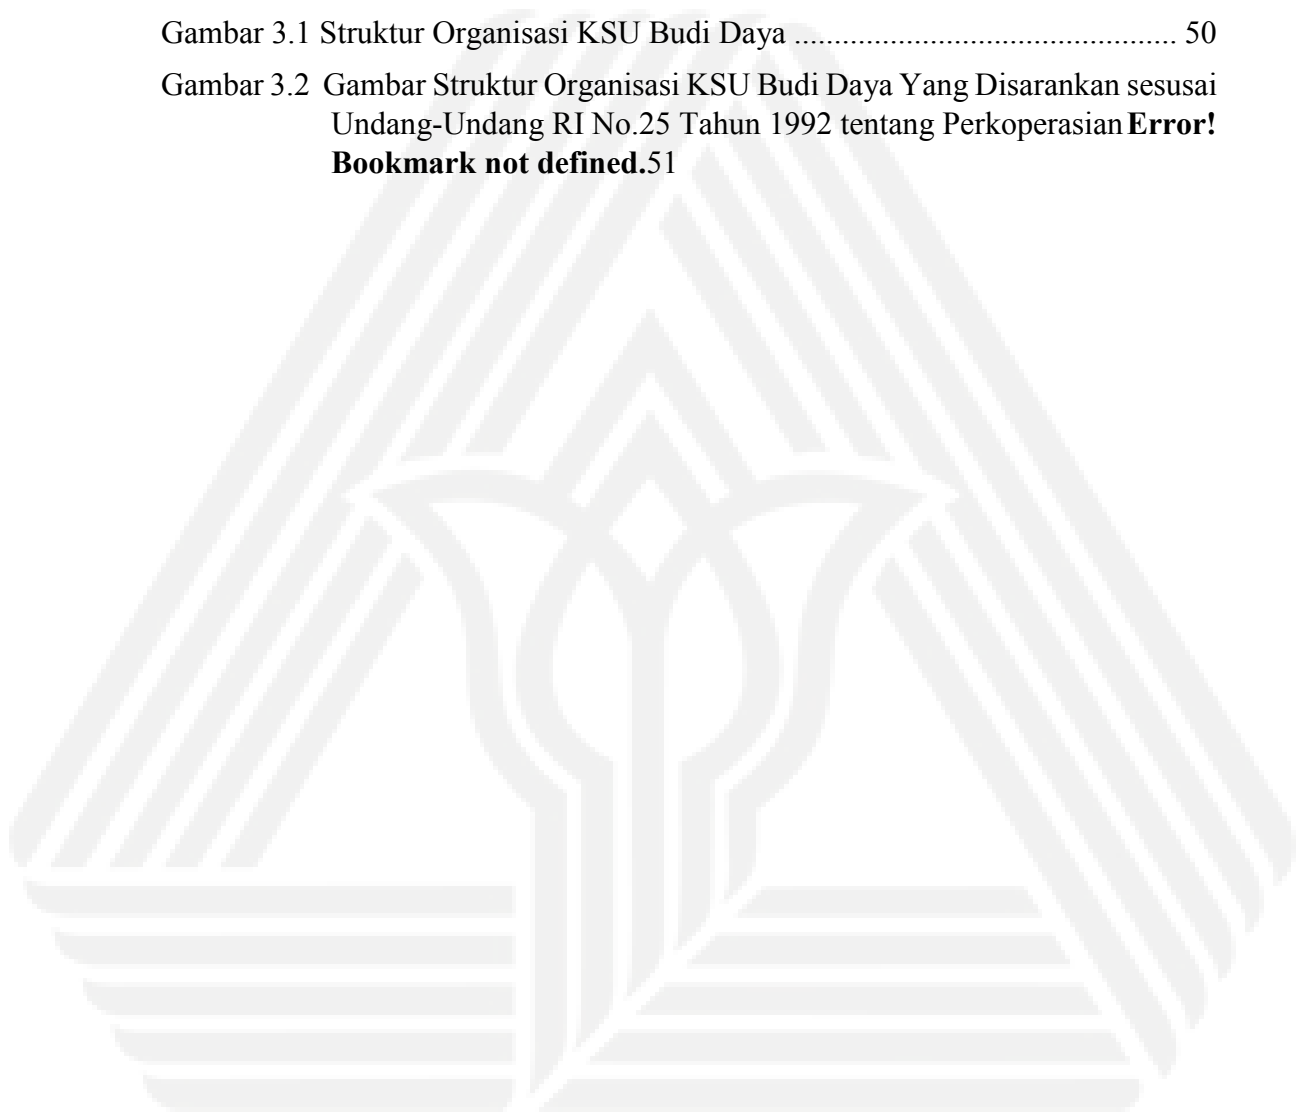 Gambar 3.1 Struktur Organisasi KSU Budi Daya ........................................ 50
Gambar 3.2 Gambar Struktur Organisasi KSU Budi Daya Yang Disarankan sesusai
Undang-Undang RI No.25 Tahun 1992 tentang Perkoperasian Error!
Bookmark not defined.51